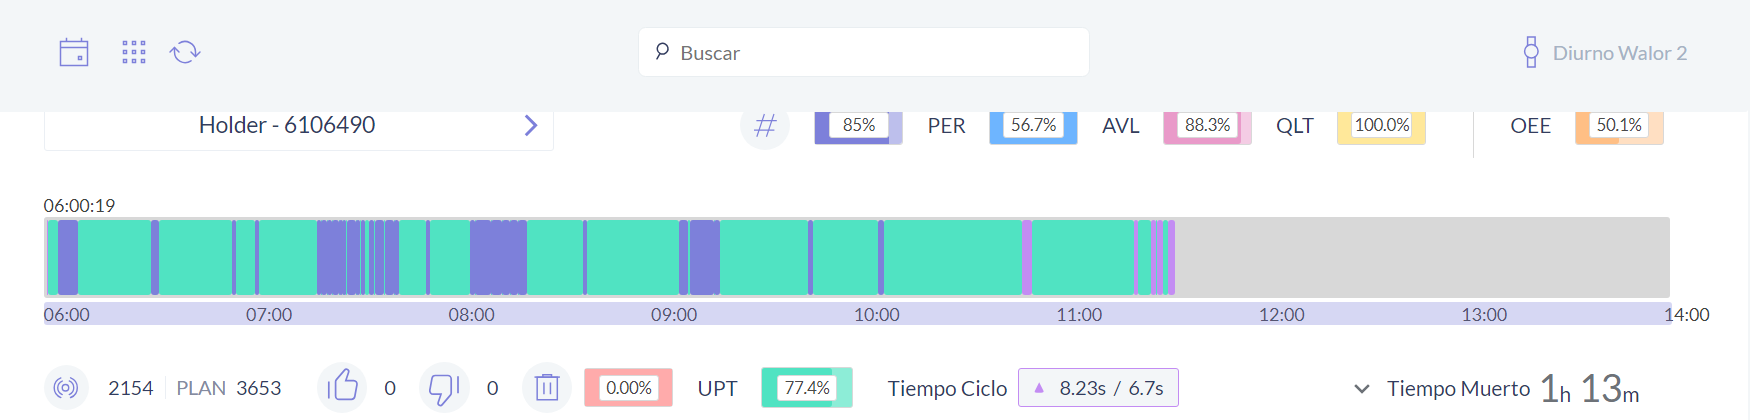 Buscar
Diurno Walor 2
Holder - 6106490
# 85% PER 56.7% AVL 88.3% QLT 100.0% OEE 50.1%
06:00:19
06:00 07:00 08:00 09:00 10:00 11:00 12:00 13:00 14:00
2154 PLAN 3653 0 0 0.00% UPT 77.4% Tiempo Ciclo ▲ 8.23s / 6.7s Tiempo Muerto 1h 13m